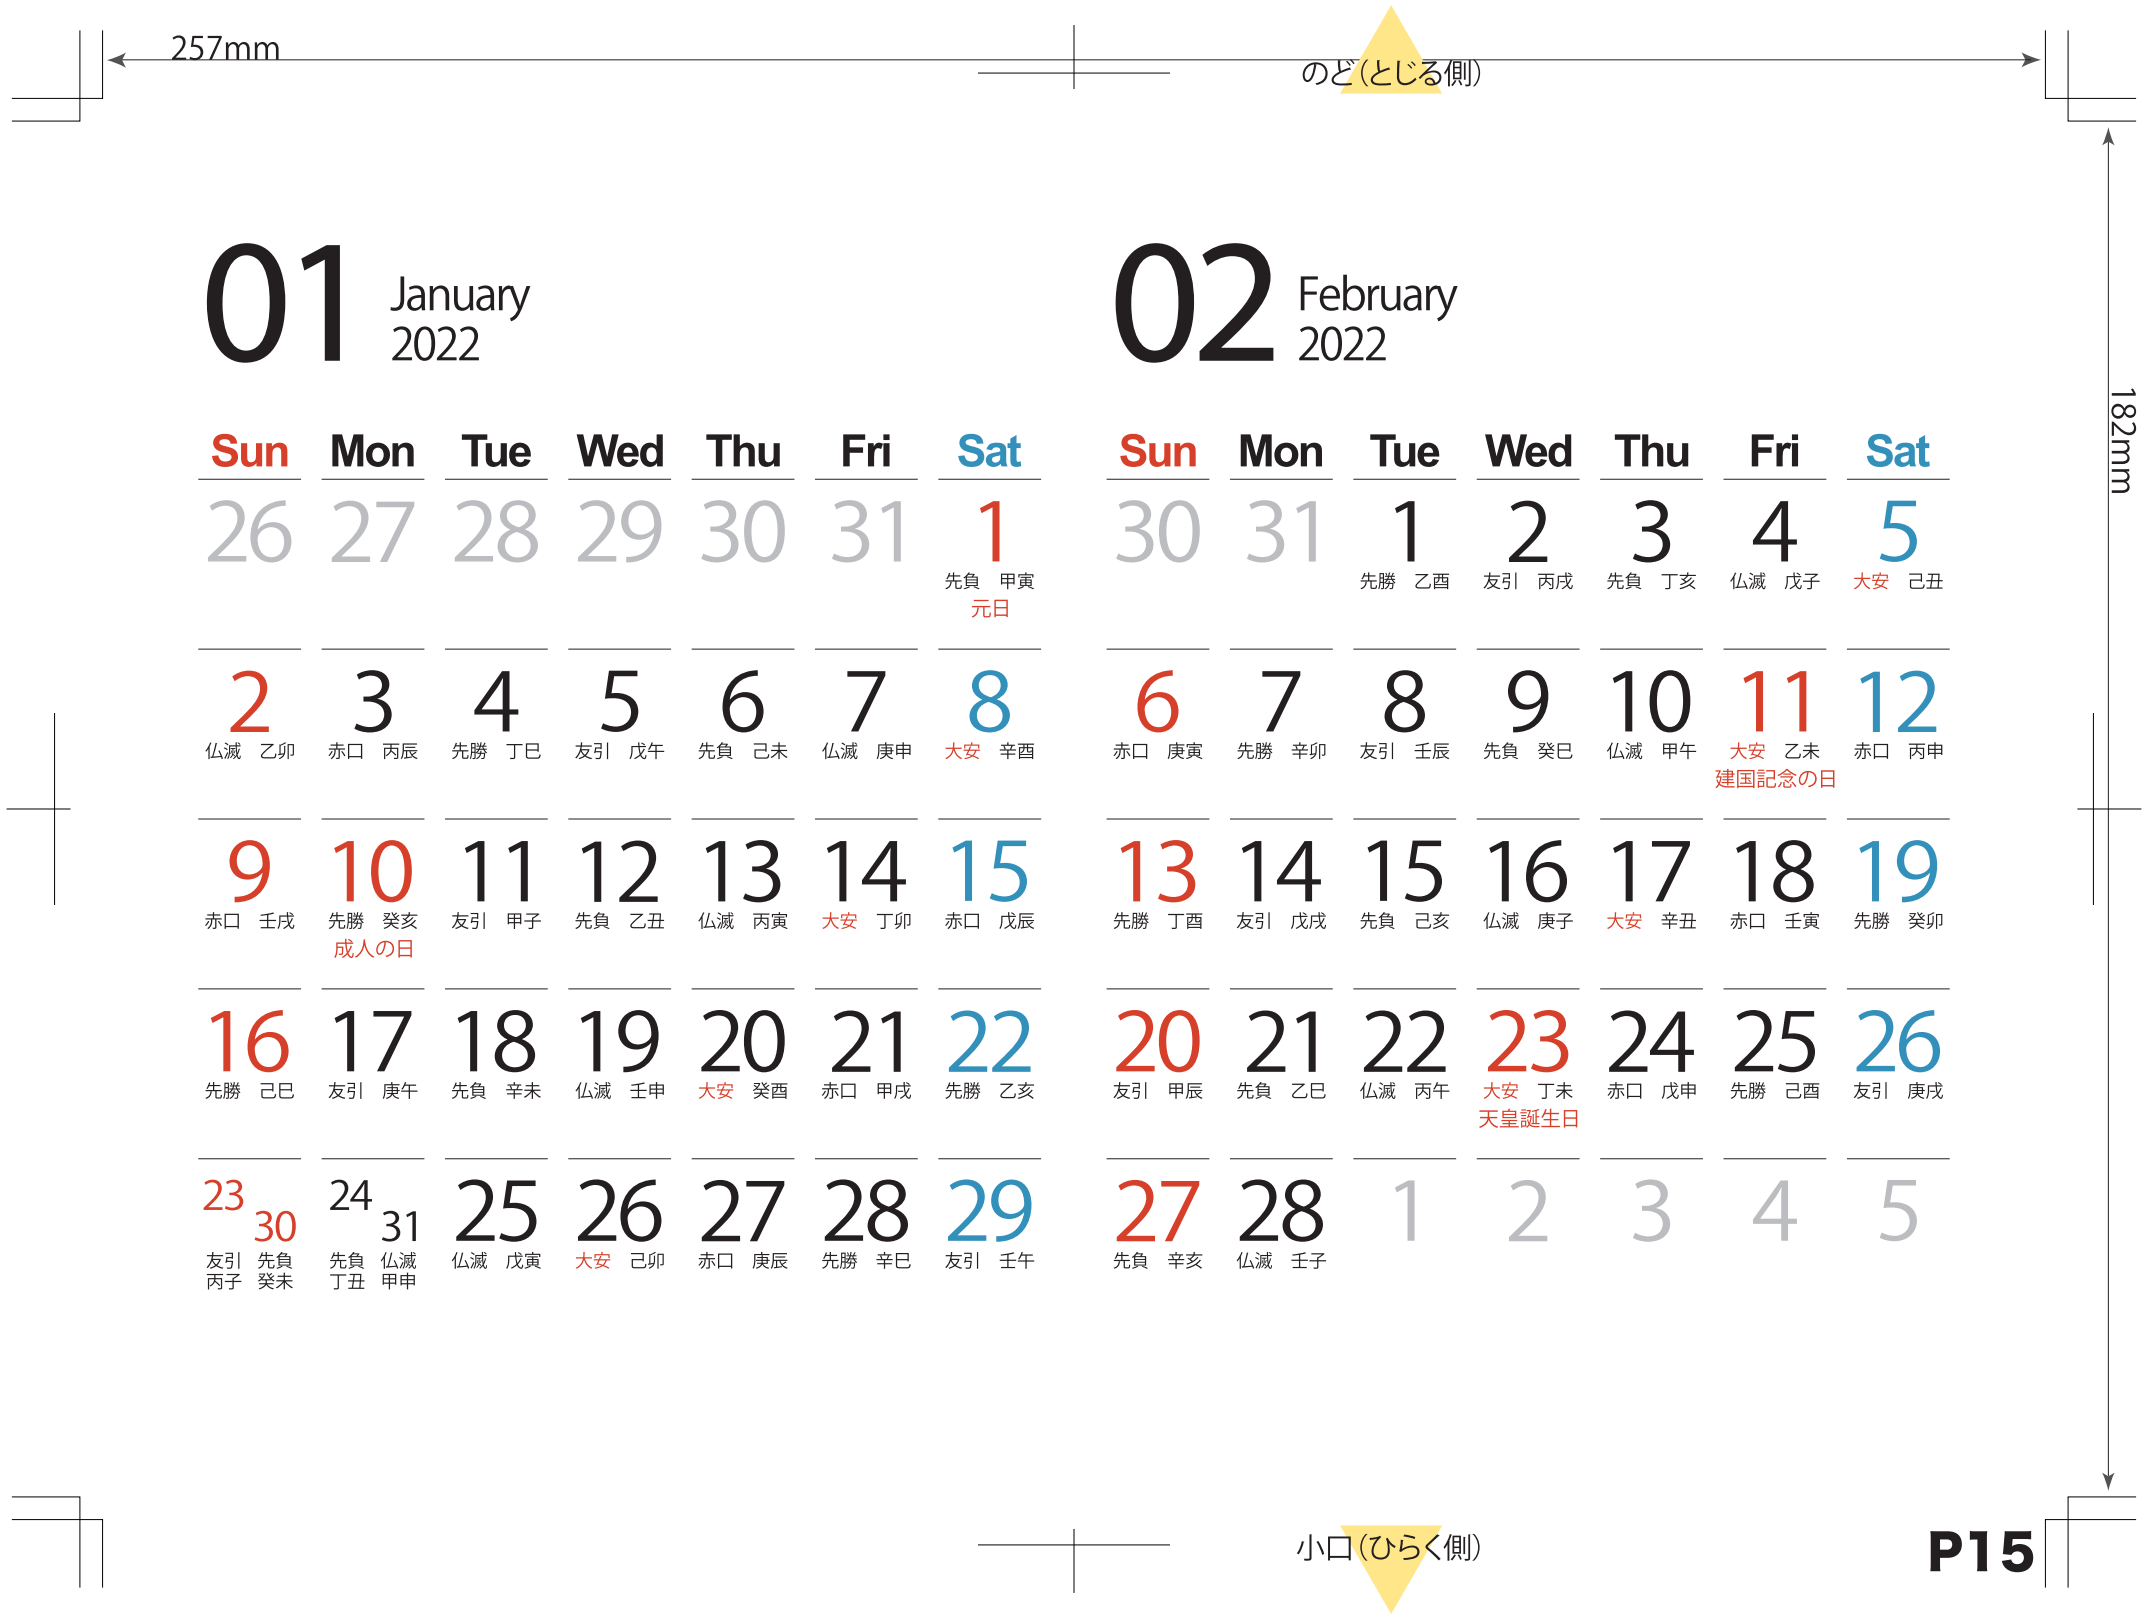 257mm
のど（とじる側）
182mm
01 January
2022
Sun Mon Tue Wed Thu Fri Sat
26 27 28 29 30 31 1
先負 甲寅
元日
2 3 4 5 6 7 8
仏滅 乙卯 赤口 丙辰 先勝 丁巳 友引 戊午 先負 己未 仏滅 庚申 大安 辛酉
9 10 11 12 13 14 15
赤口 壬戌 先勝 癸亥 友引 甲子 先負 乙丑 仏滅 丙寅 大安 丁卯 赤口 戊辰
成人の日
16 17 18 19 20 21 22
先勝 己巳 友引 庚午 先負 辛未 仏滅 壬申 大安 癸酉 赤口 甲戌 先勝 乙亥
23 30 24 31 25 26 27 28 29
友引 先負 先負 仏滅 仏滅 戊寅 大安 己卯 赤口 庚辰 先勝 辛巳 友引 壬午
丙子 癸未 丁丑 甲申
02 February
2022
Sun Mon Tue Wed Thu Fri Sat
30 31 1 2 3 4 5
先勝 乙酉 友引 丙戌 先負 丁亥 仏滅 戊子 大安 己丑
6 7 8 9 10 11 12
赤口 庚寅 先勝 辛卯 友引 壬辰 先負 癸巳 仏滅 甲午 大安 乙未 赤口 丙申
建国記念の日
13 14 15 16 17 18 19
先勝 丁酉 友引 戊戌 先負 己亥 仏滅 庚子 大安 辛丑 赤口 壬寅 先勝 癸卯
20 21 22 23 24 25 26
友引 甲辰 先負 乙巳 仏滅 丙午 大安 丁未 赤口 戊申 先勝 己酉 友引 庚戌
天皇誕生日
27 28 1 2 3 4 5
先負 辛亥 仏滅 壬子
小口（ひらく側）
P15